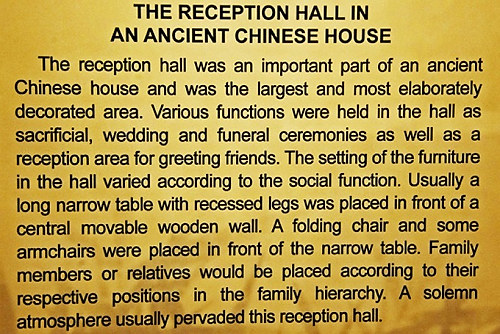 THE RECEPTION HALL IN
AN ANCIENT CHINESE HOUSE
The reception hall was an important part of an ancient
Chinese house and was the largest and most elaborately
decorated area. Various functions were held in the hall as
sacrificial, wedding and funeral ceremonies as well as a
reception area for greeting friends. The setting of the furniture
in the hall varied according to the social function. Usually a
long narrow table with recessed legs was placed in front of a
central movable wooden wall. A folding chair and some
armchairs were placed in front of the narrow table. Family
members or relatives would be placed according to their
respective positions in the family hierarchy. A solemn
atmosphere usually pervaded this reception hall.